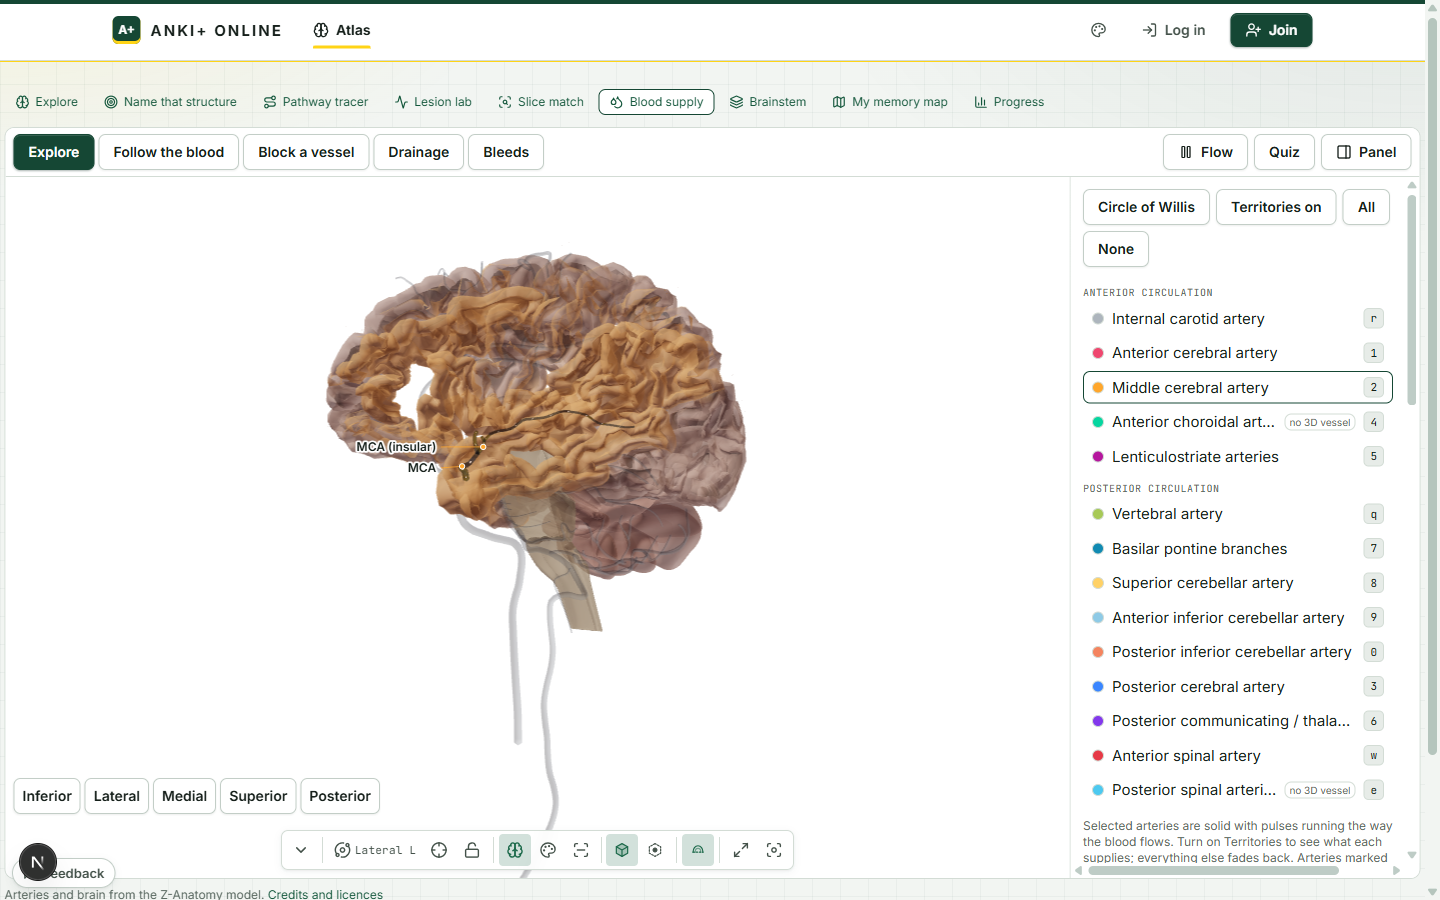 A+ ANKI+ ONLINE Atlas Log in Join
Explore Name that structure Pathway tracer Lesion lab Slice match Blood supply Brainstem My memory map Progress
Explore Follow the blood Block a vessel Drainage Bleeds Flow Quiz Panel
Circle of Willis Territories on All
None
ANTERIOR CIRCULATION
Internal carotid artery r
Anterior cerebral artery 1
Middle cerebral artery 2
Anterior choroidal art... no 3D vessel 4
Lenticulostriate arteries 5
POSTERIOR CIRCULATION
Vertebral artery q
Basilar pontine branches 7
Superior cerebellar artery 8
Anterior inferior cerebellar artery 9
Posterior inferior cerebellar artery 0
Posterior cerebral artery 3
Posterior communicating / thala... 6
Anterior spinal artery w
Posterior spinal arteri... no 3D vessel e
Selected arteries are solid with pulses running the way
the blood flows. Turn on Territories to see what each
supplies; everything else fades back. Arteries marked
MCA (insular)
MCA
Inferior Lateral Medial Superior Posterior
Lateral L
N eedback
Arteries and brain from the Z-Anatomy model. Credits and licences